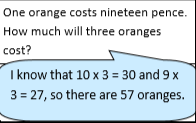 One orange costs nineteen pence.
How much will three oranges
cost?
I know that 10 x 3 = 30 and 9 x
3 = 27, so there are 57 oranges.